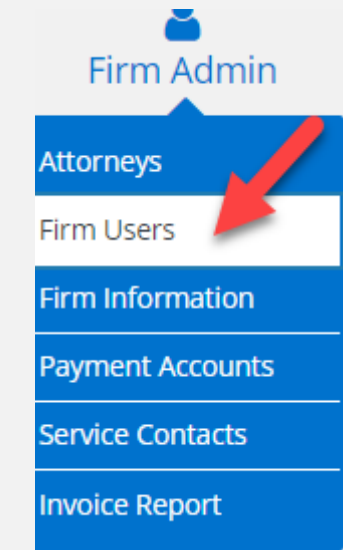 Firm Admin
Attorneys
Firm Users
Firm Information
Payment Accounts
Service Contacts
Invoice Report